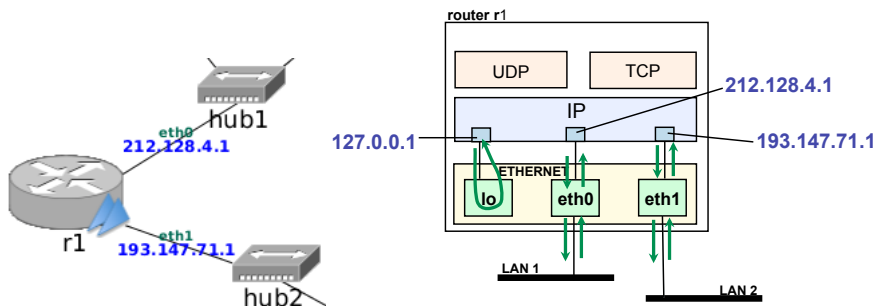 hub1
eth0
212.128.4.1
r1
eth1
193.147.71.1
hub2
router r1
UDP
TCP
212.128.4.1
IP
127.0.0.1
193.147.71.1
ETHERNET
lo
eth0
eth1
LAN 1
LAN 2